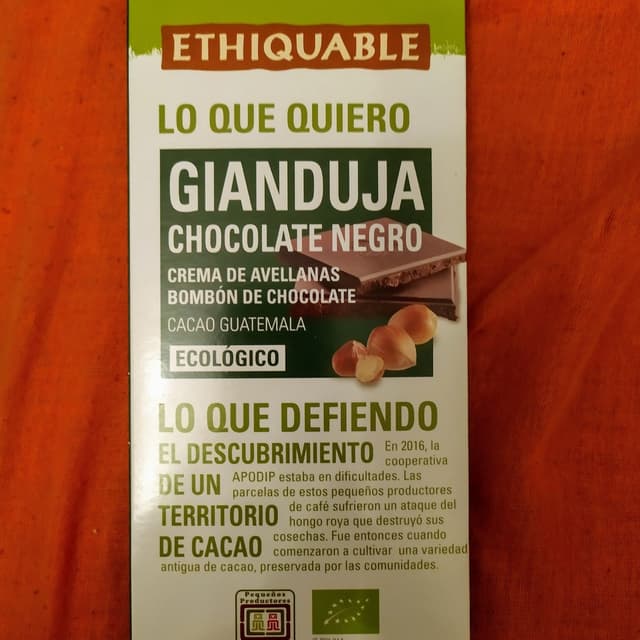 ETHIQUABLE
LO QUE QUIERO
GIANDUJA
CHOCOLATE NEGRO
CREMA DE AVELLANAS
BOMBÓN DE CHOCOLATE
CACAO GUATEMALA
ECOLÓGICO
LO QUE DEFIENDO
EL DESCUBRIMIENTO
DE UN
TERRITORIO
DE CACAO
En 2016, la
cooperativa
APODIP estaba en dificultades. Las
parcelas de estos pequeños productores
de café sufrieron un ataque del
hongo roya que destruyó sus
cosechas. Fue entonces cuando
comenzaron a cultivar una variedad
antigua de cacao, preservada por las comunidades.
Pequeños
Productores